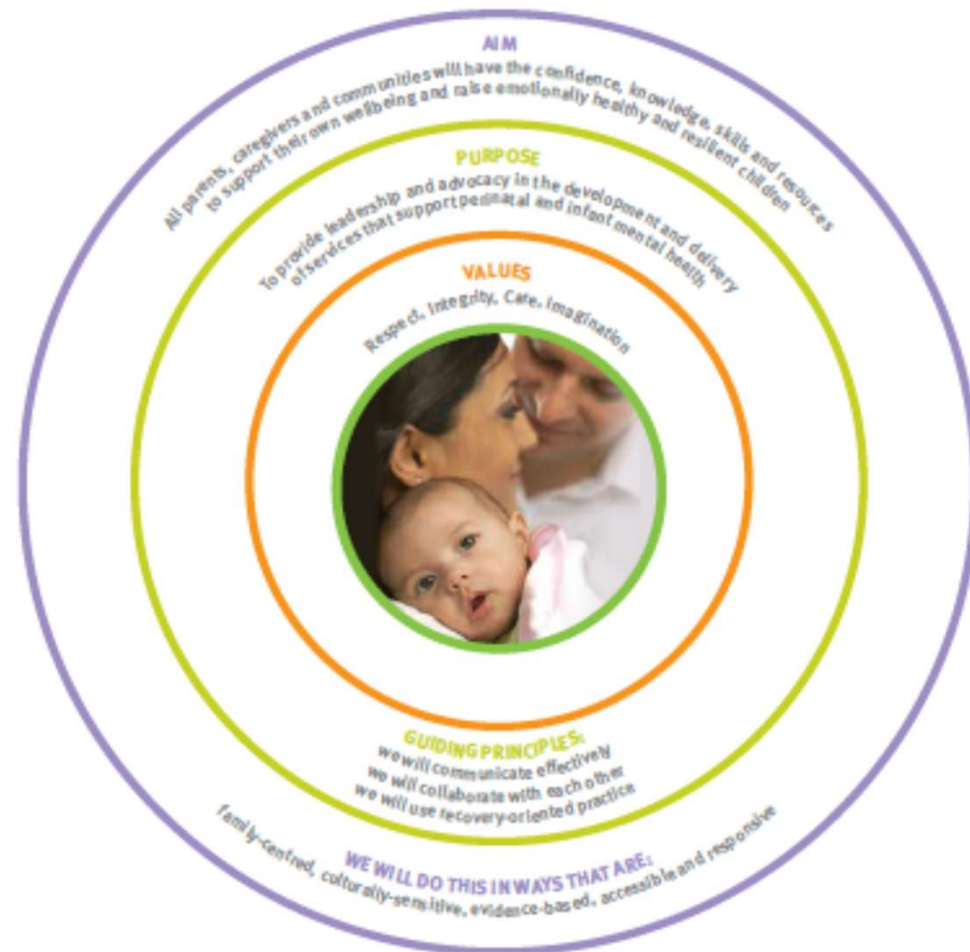 AIM
All parents, caregivers and communities will have the confidence, knowledge, skills and resources
to support their own wellbeing and raise emotionally healthy and resilient children
PURPOSE
To provide leadership and advocacy in the development and delivery
of services that support perinatal and infant mental health
VALUES
Respect, Integrity, Care, Imagination
GUIDING PRINCIPLES:
we will communicate effectively
we will collaborate with each other
we will use recovery-oriented practice
WE WILL DO THIS IN WAYS THAT ARE:
family-centred, culturally-sensitive, evidence-based, accessible and responsive